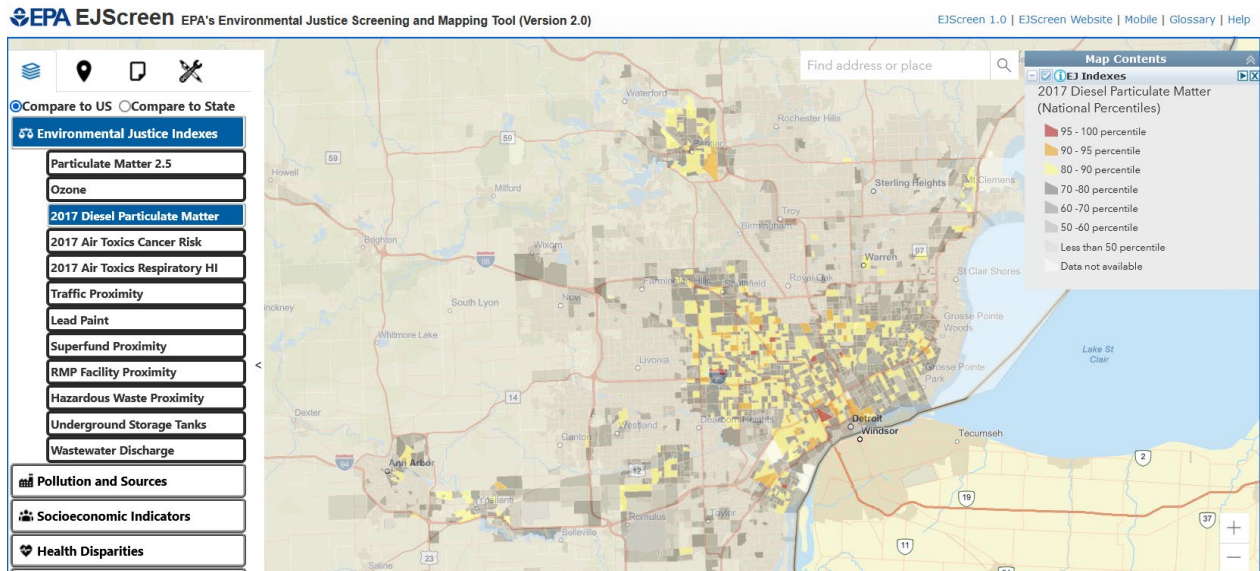 EPA EJScreen EPA's Environmental Justice Screening and Mapping Tool (Version 2.0)
EJScreen 1.0 | EJScreen Website | Mobile | Glossary | Help
Find address or place
Compare to US Compare to State
Environmental Justice Indexes
Particulate Matter 2.5
Ozone
2017 Diesel Particulate Matter
2017 Air Toxics Cancer Risk
2017 Air Toxics Respiratory HI
Traffic Proximity
Lead Paint
Superfund Proximity
RMP Facility Proximity
Hazardous Waste Proximity
Underground Storage Tanks
Wastewater Discharge
Pollution and Sources
Socioeconomic Indicators
Health Disparities
<
Map Contents
EJ Indexes
2017 Diesel Particulate Matter
(National Percentiles)
95 - 100 percentile
90 - 95 percentile
80 - 90 percentile
70 -80 percentile
60 -70 percentile
50 -60 percentile
Less than 50 percentile
Data not available
Waterford
Rochester Hills
59
59
Howell
Milford
Sterling Heights
Mt Clemens
Troy
Birmingham
Brighton
Wixom
96
97
Warren
St Clair Shores
Southfield
Royal Oak
Novi
South Lyon
Grosse Pointe
Woods
Whitmore Lake
Livonia
Lake St
Clair
Grosse Pointe
Park
14
Dexter
Detroit
Windsor
Tecumseh
Westland
Dearborn Heights
Canton
2
94
Ann Arbor
12
19
Ypsilanti
Romulus
Taylor
37
Belleville
11
23
Saline
+
−